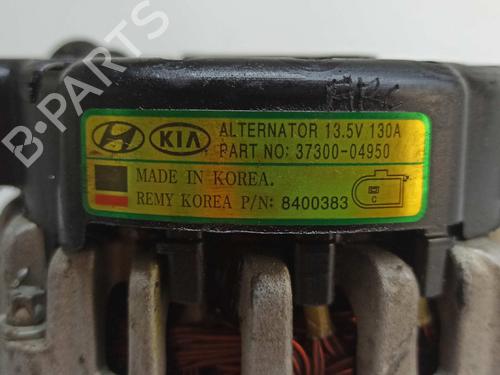 KIA ALTERNATOR 13.5V 130A
PART NO: 37300-04950
MADE IN KOREA.
REMY KOREA P/N: 8400383
C
B-PARTS